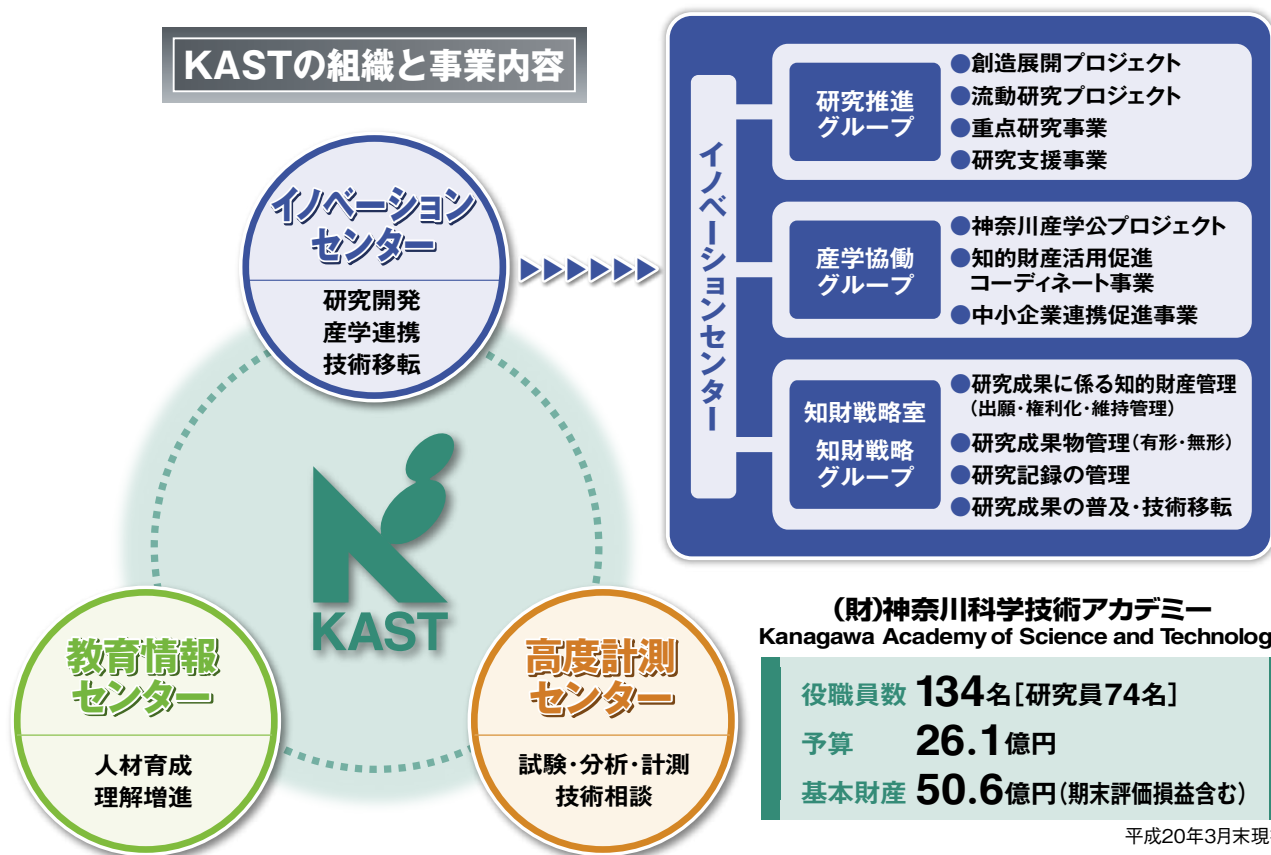 KASTの組織と事業内容
イノベーション
センター
研究開発
産学連携
技術移転
KAST
教育情報
センター
人材育成
理解増進
高度計測
センター
試験・分析・計測
技術相談
イノベーションセンター
研究推進
グループ
●創造展開プロジェクト
●流動研究プロジェクト
●重点研究事業
●研究支援事業
産学協働
グループ
●神奈川産学公プロジェクト
●知的財産活用促進
コーディネート事業
●中小企業連携促進事業
知財戦略室
知財戦略
グループ
●研究成果に係る知的財産管理
(出願・権利化・維持管理)
●研究成果物管理(有形・無形)
●研究記録の管理
●研究成果の普及・技術移転
(財)神奈川科学技術アカデミー
Kanagawa Academy of Science and Technolog
役職員数 134名[研究員74名]
予算 26.1億円
基本財産 50.6億円(期末評価損益含む)
平成20年3月末現